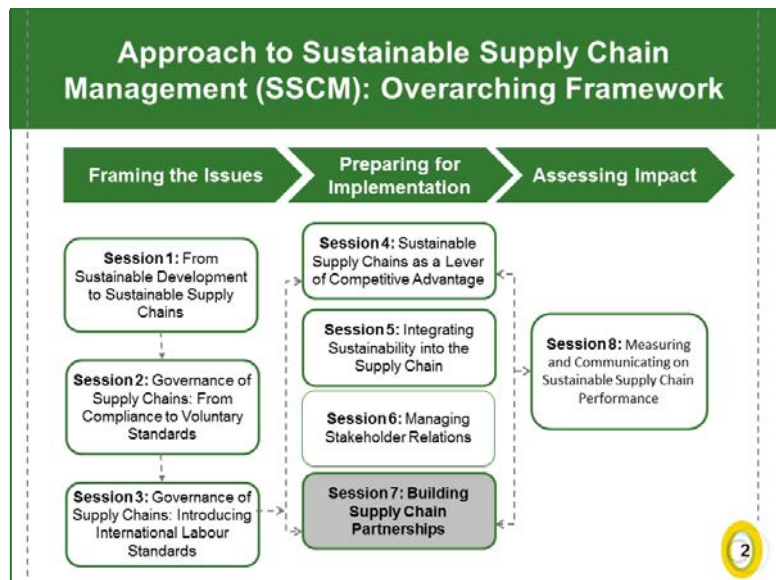 Approach to Sustainable Supply Chain
Management (SSCM): Overarching Framework
Framing the Issues
Preparing for
Implementation
Assessing Impact
Session 1: From
Sustainable Development
to Sustainable Supply
Chains
Session 2: Governance of
Supply Chains: From
Compliance to Voluntary
Standards
Session 3: Governance of
Supply Chains: Introducing
International Labour
Standards
Session 4: Sustainable
Supply Chains as a Lever
of Competitive Advantage
Session 5: Integrating
Sustainability into the
Supply Chain
Session 6: Managing
Stakeholder Relations
Session 7: Building
Supply Chain
Partnerships
Session 8: Measuring
and Communicating on
Sustainable Supply Chain
Performance
2